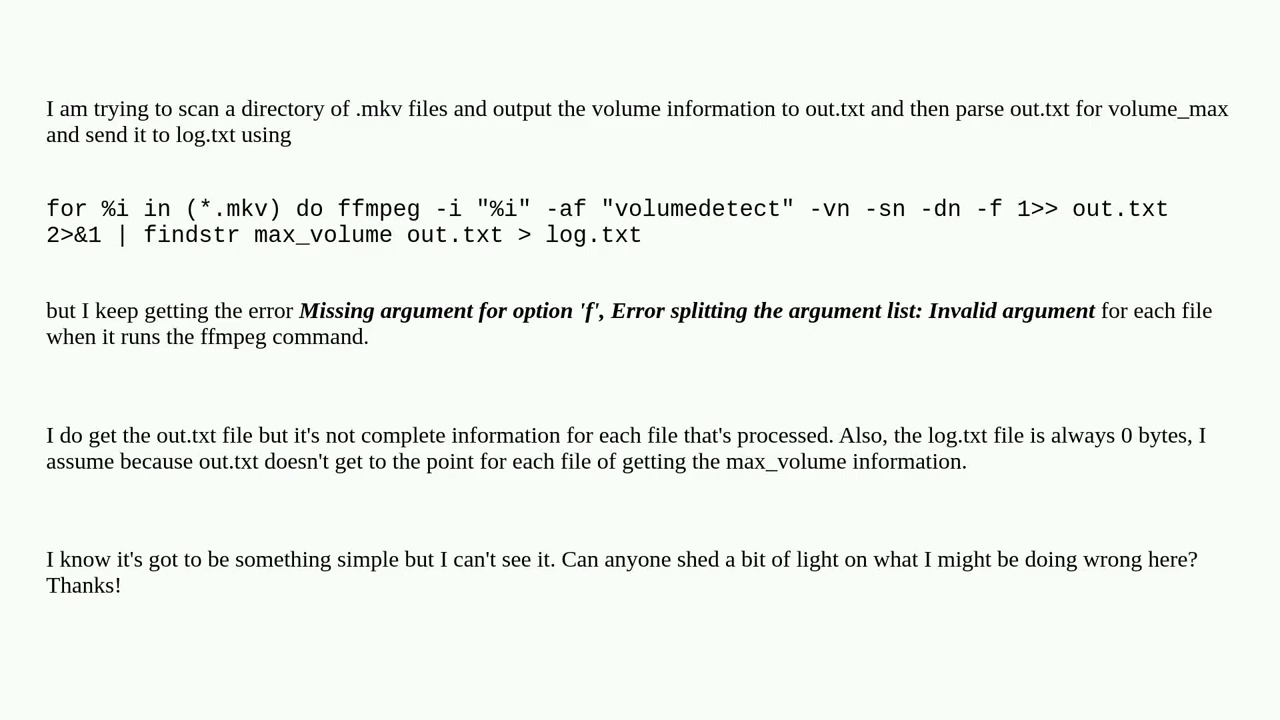 I am trying to scan a directory of .mkv files and output the volume information to out.txt and then parse out.txt for volume_max
and send it to log.txt using
for %i in (*.mkv) do ffmpeg -i "%i" -af "volumedetect" -vn -sn -dn -f 1>> out.txt
2>&1 | findstr max_volume out.txt > log.txt
but I keep getting the error Missing argument for option 'f', Error splitting the argument list: Invalid argument for each file
when it runs the ffmpeg command.
I do get the out.txt file but it's not complete information for each file that's processed. Also, the log.txt file is always 0 bytes, I
assume because out.txt doesn't get to the point for each file of getting the max_volume information.
I know it's got to be something simple but I can't see it. Can anyone shed a bit of light on what I might be doing wrong here?
Thanks!